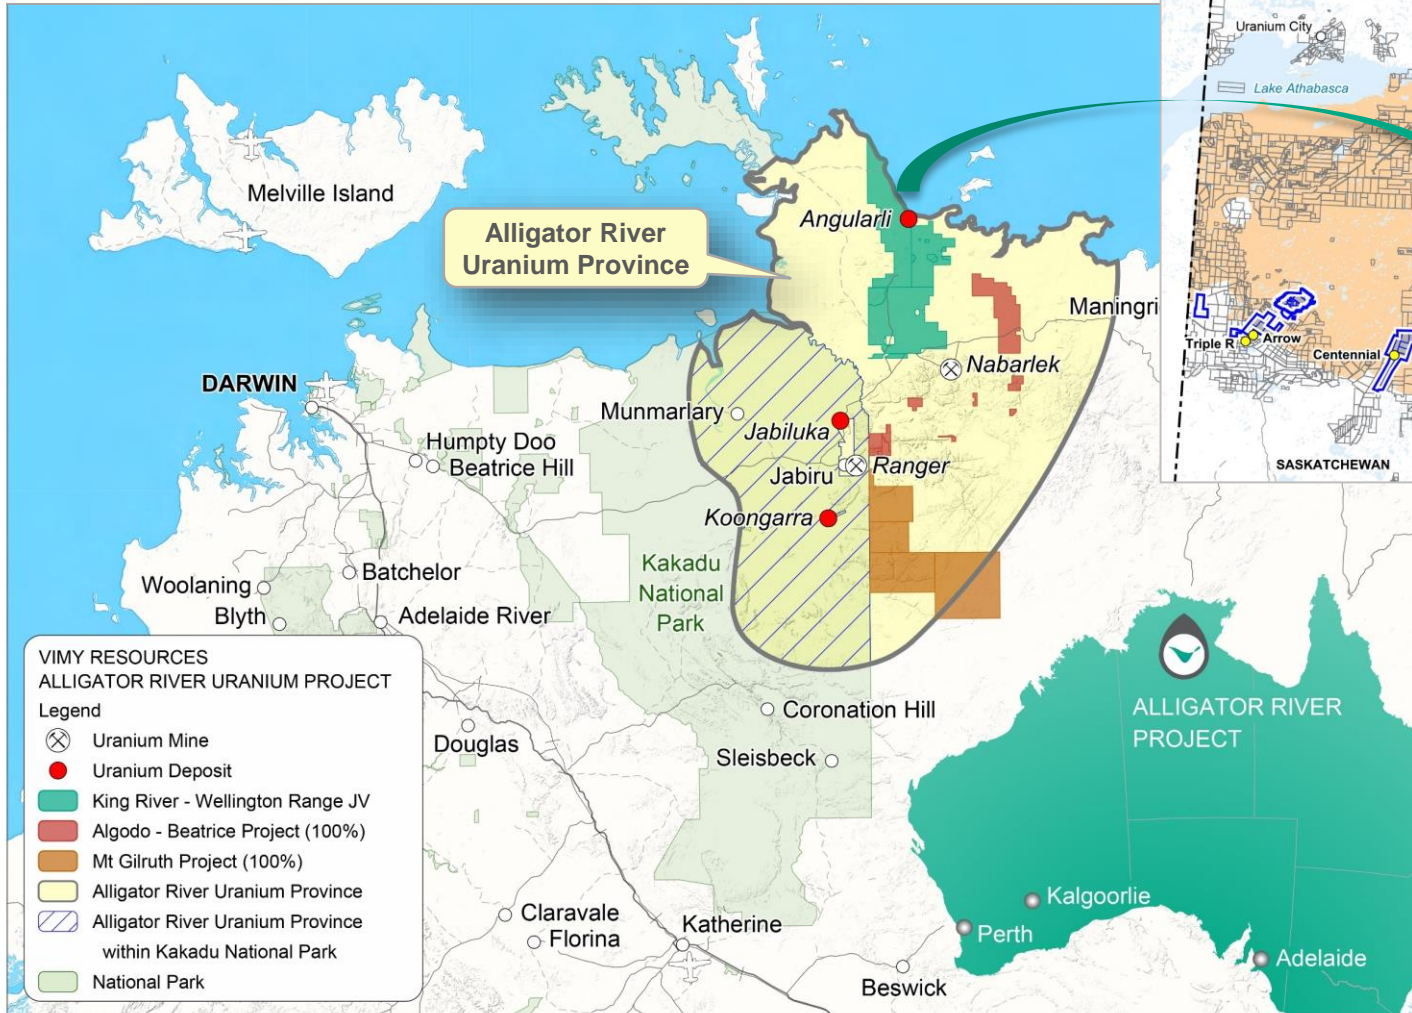 Uranium City
Lake Athabasca
Melville Island
Angularli
Alligator River
Uranium Province
Maningri
Triple R
Arrow
Centennial
Nabarlek
DARWIN
Munmarlary
Jabiluka
Humpty Doo
Beatrice Hill
Ranger
Jabiru
SASKATCHEWAN
Koongarra
Kakadu
National
Park
Woolaning
Batchelor
Blyth
Adelaide River
VIMY RESOURCES
ALLIGATOR RIVER URANIUM PROJECT
Legend
Uranium Mine
Uranium Deposit
King River - Wellington Range JV
Algodo - Beatrice Project (100%)
Mt Gilruth Project (100%)
Alligator River Uranium Province
Alligator River Uranium Province
within Kakadu National Park
National Park
Coronation Hill
Douglas
Sleisbeck
ALLIGATOR RIVER
PROJECT
Claravale
Florina
Katherine
Beswick
Kalgoorlie
Perth
Adelaide